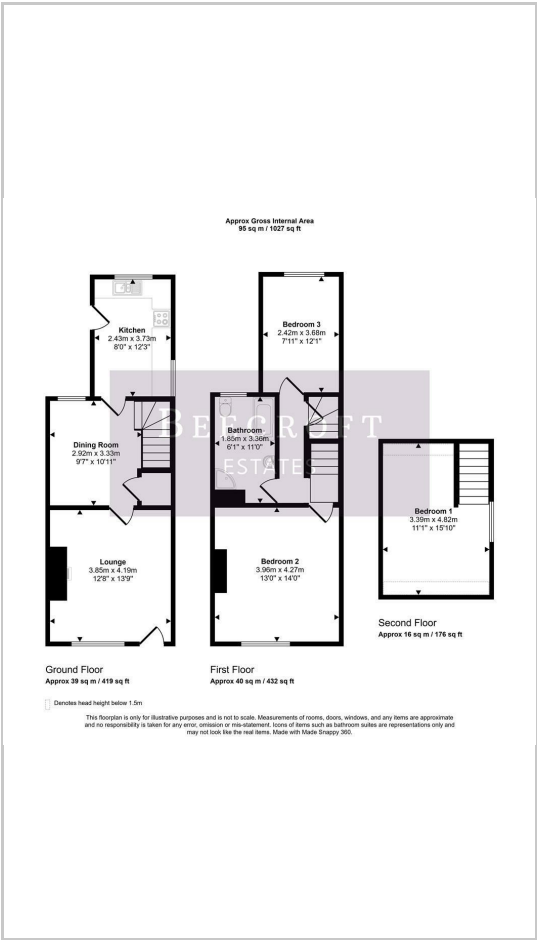 Approx Gross Internal Area
95 sq m / 1027 sq ft
Kitchen
2.43m x 3.73m
8'0" x 12'3"
Bedroom 3
2.42m x 3.68m
7'11" x 12'1"
BEECROFT
ESTATES
Dining Room
2.92m x 3.33m
9'7" x 10'11"
Bathroom
1.85m x 3.36m
6'1" x 11'0"
Bedroom 1
3.39m x 4.82m
11'1" x 15'10"
Lounge
3.85m x 4.19m
12'8" x 13'9"
Bedroom 2
3.96m x 4.27m
13'0" x 14'0"
Second Floor
Approx 16 sq m / 176 sq ft
Ground Floor
Approx 39 sq m / 419 sq ft
First Floor
Approx 40 sq m / 432 sq ft
Denotes head height below 1.5m
This floorplan is only for illustrative purposes and is not to scale. Measurements of rooms, doors, windows, and any items are approximate
and no responsibility is taken for any error, omission or mis-statement. Icons of items such as bathroom suites are representations only and
may not look like the real items. Made with Made Snappy 360.